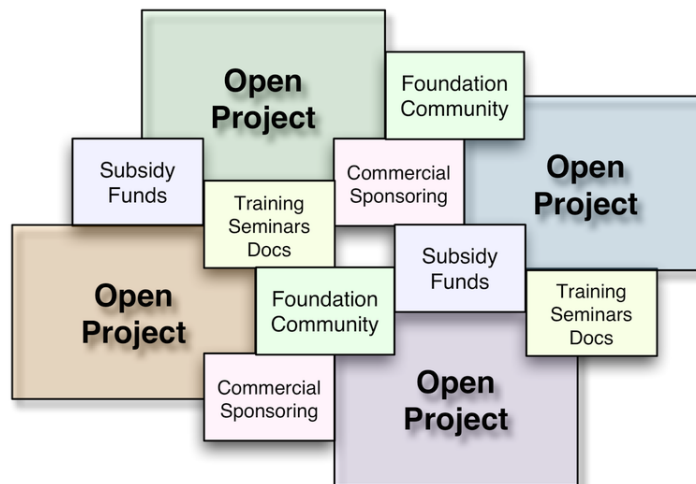 Open
Project
Foundation
Community
Subsidy
Funds
Commercial
Sponsoring
Open
Project
Training
Seminars
Docs
Subsidy
Funds
Open
Project
Foundation
Community
Training
Seminars
Docs
Commercial
Sponsoring
Open
Project